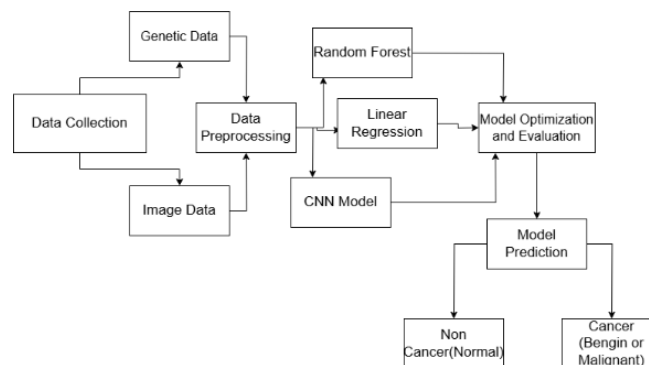 Genetic Data
Random Forest
Data Collection
Data
Preprocessing
Linear
Regression
Model Optimization
and Evaluation
Image Data
CNN Model
Model
Prediction
Non
Cancer(Normal)
Cancer
(Bengin or
Malignant)